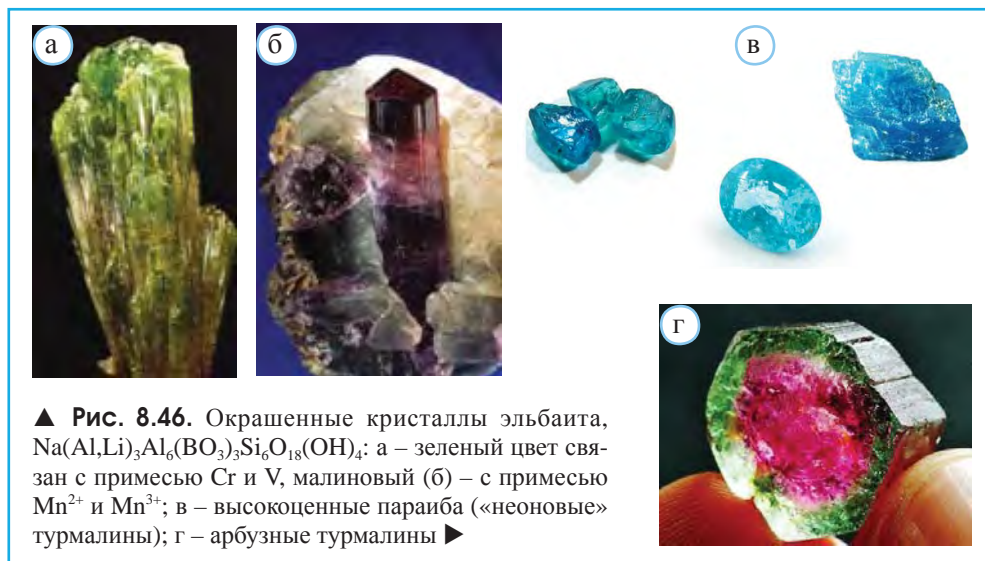 а
б
в
г
▲ Рис. 8.46. Окрашенные кристаллы эльбаита,
Na(Al,Li)₃Al₆(BO₃)₃Si₆O₁₈(OH)₄: а – зеленый цвет свя-
зан с примесью Cr и V, малиновый (б) – с примесью
Mn²⁺ и Mn³⁺; в – высокоценные параиба («неоновые»
турмалины); г – арбузные турмалины ▶